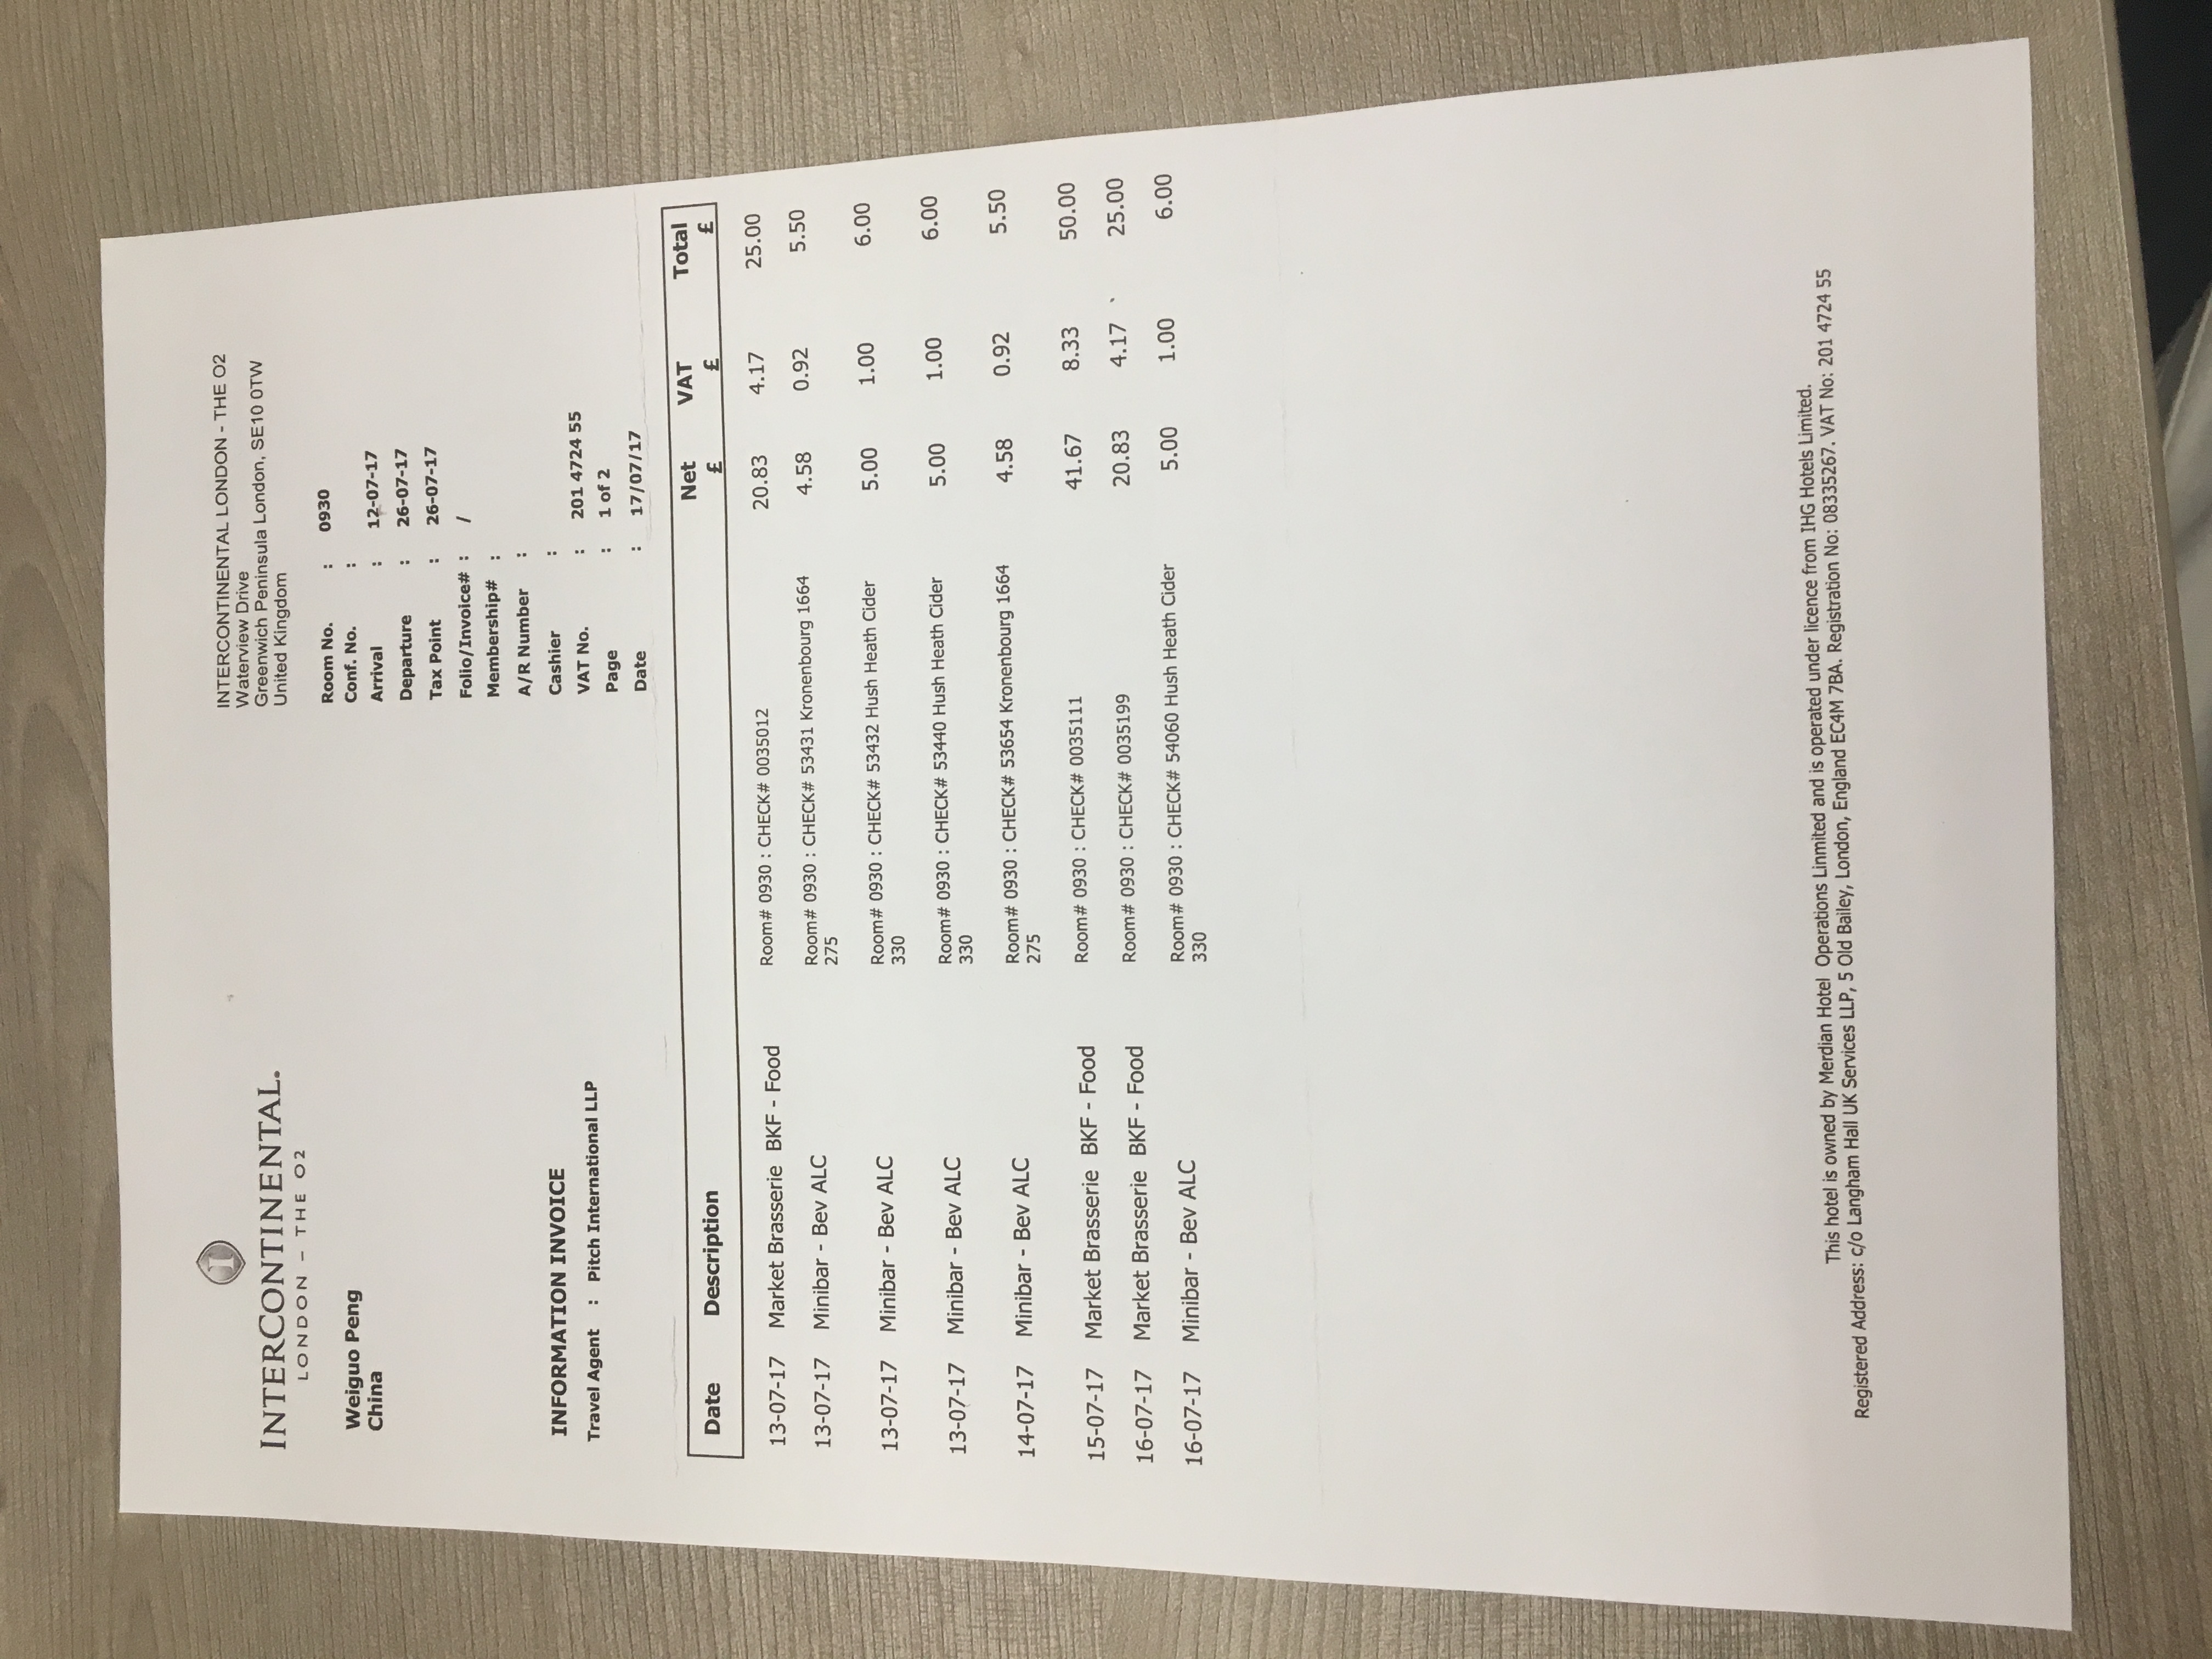 INTERCONTINENTAL.
LONDON – THE O2
INTERCONTINENTAL LONDON - THE O2
Waterview Drive
Greenwich Peninsula London, SE10 0TW
United Kingdom
Weiguo Peng
China
Room No. : 0930
Conf. No. :
Arrival : 12-07-17
Departure : 26-07-17
Tax Point : 26-07-17
Folio/Invoice# : /
Membership# :
A/R Number :
Cashier :
VAT No. : 201 4724 55
Page : 1 of 2
Date : 17/07/17
INFORMATION INVOICE
Travel Agent : Pitch International LLP
Date Description Net VAT Total
£ £ £
13-07-17 Market Brasserie BKF - Food Room# 0930 : CHECK# 0035012 20.83 4.17 25.00
13-07-17 Minibar - Bev ALC Room# 0930 : CHECK# 53431 Kronenbourg 1664 4.58 0.92 5.50
275
13-07-17 Minibar - Bev ALC Room# 0930 : CHECK# 53432 Hush Heath Cider 5.00 1.00 6.00
330
13-07-17 Minibar - Bev ALC Room# 0930 : CHECK# 53440 Hush Heath Cider 5.00 1.00 6.00
330
14-07-17 Minibar - Bev ALC Room# 0930 : CHECK# 53654 Kronenbourg 1664 4.58 0.92 5.50
275
15-07-17 Market Brasserie BKF - Food Room# 0930 : CHECK# 0035111 41.67 8.33 50.00
16-07-17 Market Brasserie BKF - Food Room# 0930 : CHECK# 0035199 20.83 4.17 25.00
16-07-17 Minibar - Bev ALC Room# 0930 : CHECK# 54060 Hush Heath Cider 5.00 1.00 6.00
330
This hotel is owned by Merdian Hotel Operations Linmited and is operated under licence from IHG Hotels Limited.
Registered Address: c/o Langham Hall UK Services LLP, 5 Old Bailey, London, England EC4M 7BA. Registration No: 08335267. VAT No: 201 4724 55